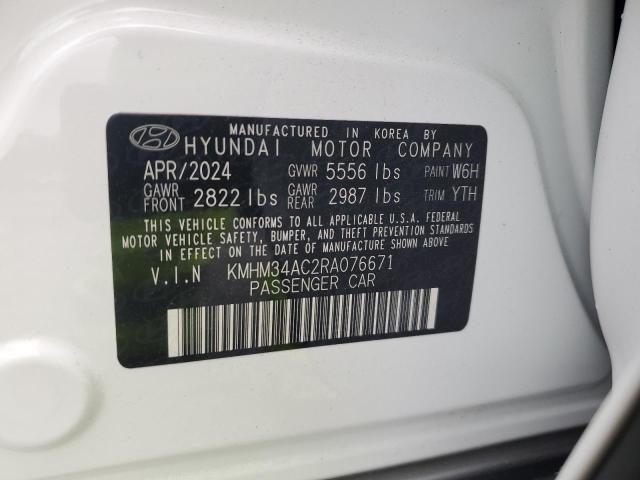 MANUFACTURED IN KOREA BY
HYUNDAI MOTOR COMPANY
APR/2024 GVWR 5556 lbs PAINT W6H
GAWR FRONT 2822 lbs GAWR REAR 2987 lbs TRIM YTH
THIS VEHICLE CONFORMS TO ALL APPLICABLE U.S.A. FEDERAL
MOTOR VEHICLE SAFETY, BUMPER, AND THEFT PREVENTION STANDARDS
IN EFFECT ON THE DATE OF MANUFACTURE SHOWN ABOVE.
V.I.N KMHM34AC2RA076671
PASSENGER CAR